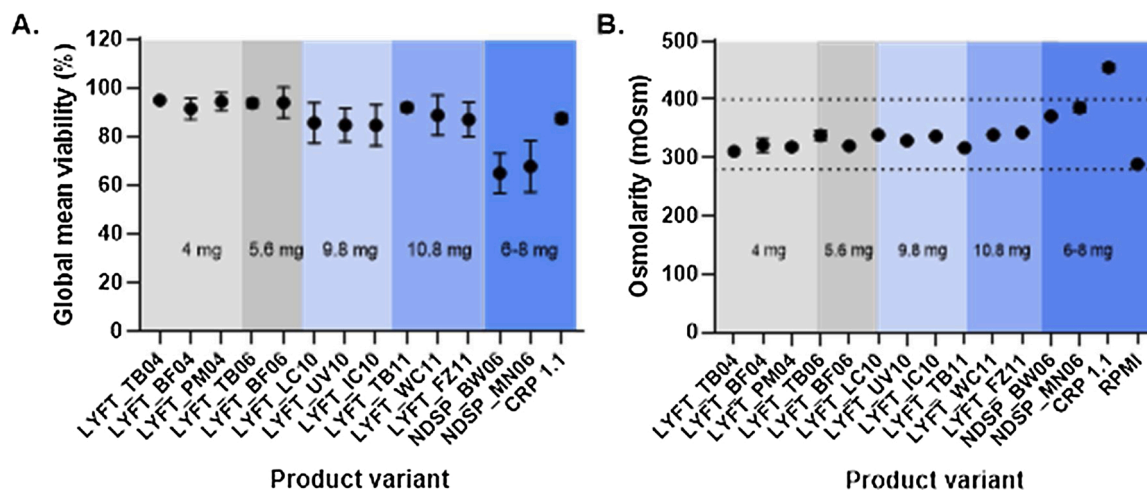 A.
Global mean viability (%)
120
100
80
60
40
20
0
4 mg
5.6 mg
9.8 mg
10.8 mg
6-8 mg
LYFT_TB04
LYFT_BF04
LYFT_PM04
LYFT_TB06
LYFT_BF06
LYFT_LC10
LYFT_UV10
LYFT_IC10
LYFT_TB11
LYFT_WC11
LYFT_FZ11
NDSP_BW06
NDSP_MN06
CRP 1.1
Product variant
B.
Osmolarity (mOsm)
500
400
300
200
100
0
4 mg
5.6 mg
9.8 mg
10.8 mg
6-8 mg
LYFT_TB04
LYFT_BF04
LYFT_PM04
LYFT_TB06
LYFT_BF06
LYFT_LC10
LYFT_UV10
LYFT_IC10
LYFT_TB11
LYFT_WC11
LYFT_FZ11
NDSP_BW06
NDSP_MN06
CRP 1.1
RPMI
Product variant